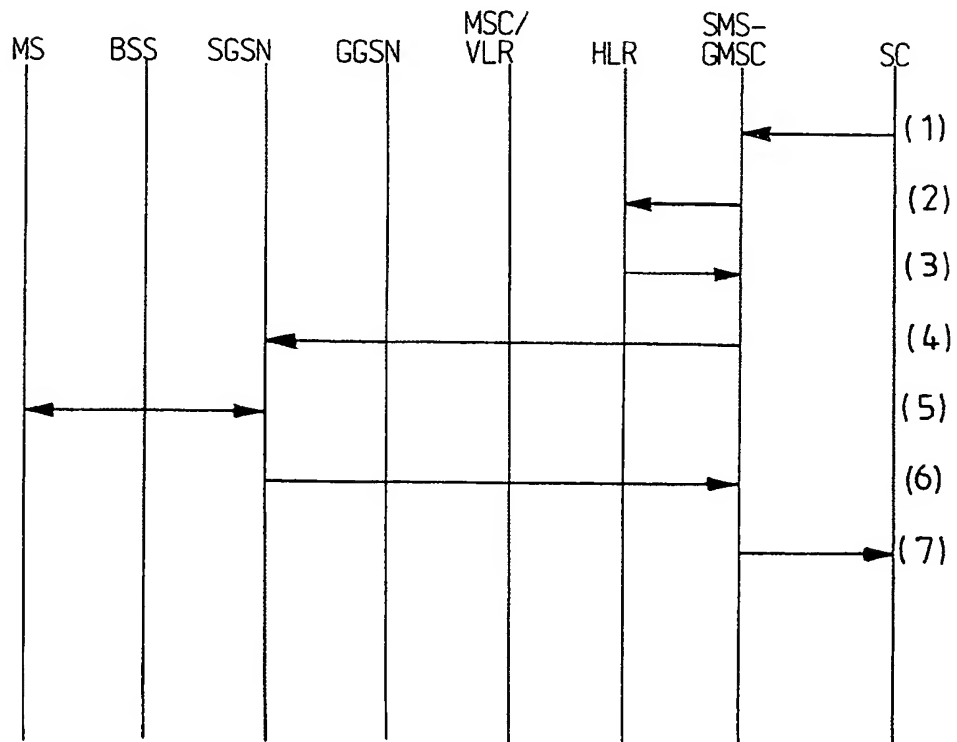 MS BSS SGSN GGSN MSC/
VLR HLR SMS-
GMSC SC
(1)
(2)
(3)
(4)
(5)
(6)
(7)